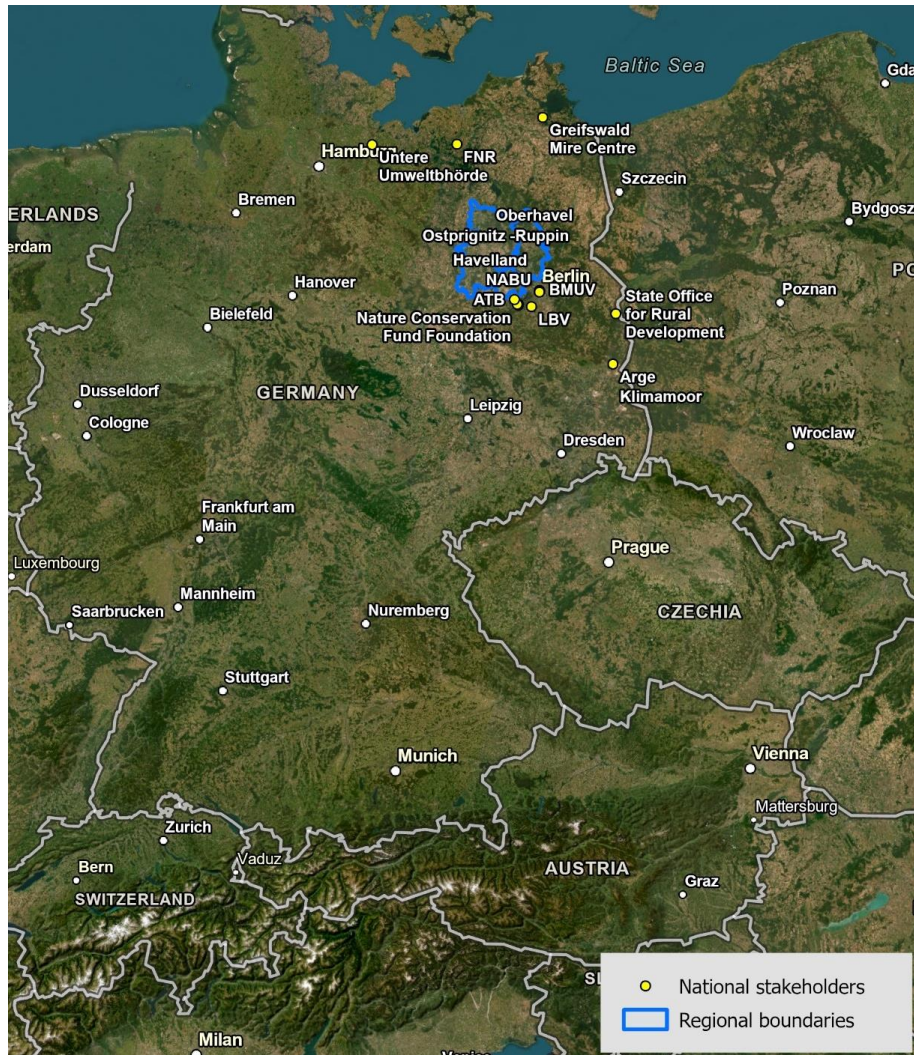 Baltic Sea
Gda
Greifswald
Mire Centre
Hamburg
Untere
Umweltbhörde
FNR
Szczecin
Bremen
ERLANDS
Oberhavel
Bydgosz
Ostprignitz -Ruppin
erdam
Havelland
PO
Hanover
NABU
Berlin
BMUV
ATB
State Office
for Rural
Development
Poznan
Bielefeld
Nature Conservation
Fund Foundation
LBV
Arge
Klimamoor
GERMANY
Dusseldorf
Leipzig
Cologne
Dresden
Wroclaw
Frankfurt am
Main
Prague
Luxembourg
Mannheim
Saarbrucken
Nuremberg
CZECHIA
Stuttgart
Munich
Vienna
Mattersburg
Zurich
Vaduz
Bern
AUSTRIA
SWITZERLAND
Graz
National stakeholders
Regional boundaries
Milan